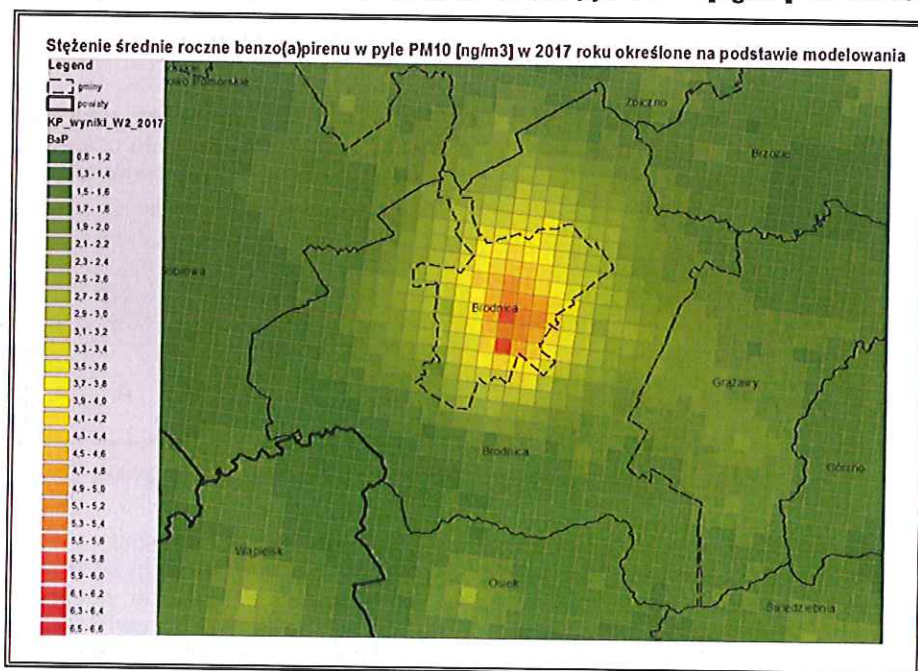 Stężenie średnie roczne benzo(a)pirenu w pyle PM10 [ng/m3] w 2017 roku określone na podstawie modelowania
Legend
gminy
powiaty
KP_wyniki_W2_2017
BaP
0,8 - 1,2
1,3 - 1,4
1,5 - 1,6
1,7 - 1,8
1,9 - 2,0
2,1 - 2,2
2,3 - 2,4
2,5 - 2,6
2,7 - 2,8
2,9 - 3,0
3,1 - 3,2
3,3 - 3,4
3,5 - 3,6
3,7 - 3,8
3,9 - 4,0
4,1 - 4,2
4,3 - 4,4
4,5 - 4,6
4,7 - 4,8
4,9 - 5,0
5,1 - 5,2
5,3 - 5,4
5,5 - 5,6
5,7 - 5,8
5,9 - 6,0
6,1 - 6,2
6,3 - 6,4
6,5 - 6,6
Pomorskie
Zbiczno
Brzozie
Brodnica
Grążawy
Brodnica
Górzno
Wąpielsk
Osiek
Świedziebnia